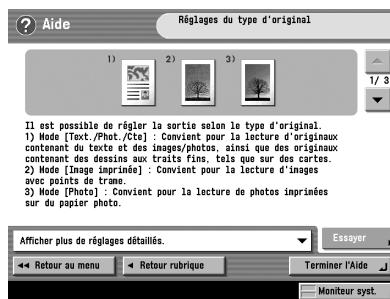 ? Aide
Réglages du type d'original
1) 2) 3)
1/ 3
Il est possible de régler la sortie selon le type d'original.
1) Mode [Text./Phot./Cte] : Convient pour la lecture d'originaux
contenant du texte et des images/photos, ainsi que des originaux
contenant des dessins aux traits fins, tels que sur des cartes.
2) Mode [Image imprimée] : Convient pour la lecture d'images
avec points de trame.
3) Mode [Photo] : Convient pour la lecture de photos imprimées
sur du papier photo.
Afficher plus de réglages détaillés.
Essayer
Retour au menu
Retour rubrique
Terminer l'Aide
Moniteur syst.